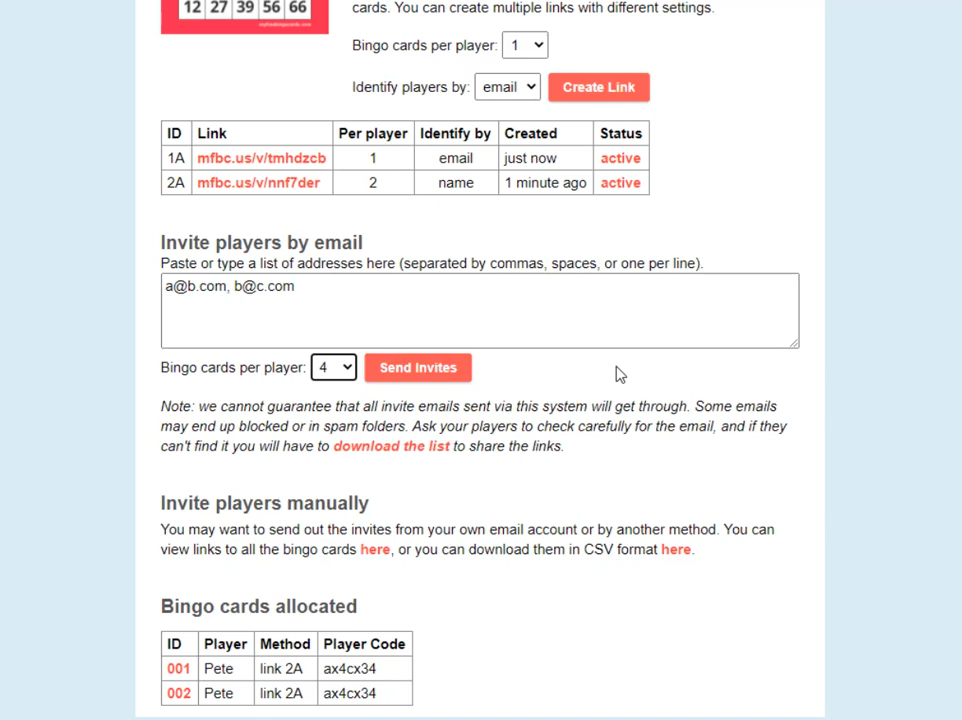 12 27 39 56 66
cards. You can create multiple links with different settings.
Bingo cards per player: 1
Identify players by: email Create Link
ID Link Per player Identify by Created Status
1A mfbc.us/v/tmhdzcb 1 email just now active
2A mfbc.us/v/nnf7der 2 name 1 minute ago active
Invite players by email
Paste or type a list of addresses here (separated by commas, spaces, or one per line).
a@b.com, b@c.com
Bingo cards per player: 4 Send Invites
Note: we cannot guarantee that all invite emails sent via this system will get through. Some emails
may end up blocked or in spam folders. Ask your players to check carefully for the email, and if they
can't find it you will have to download the list to share the links.
Invite players manually
You may want to send out the invites from your own email account or by another method. You can
view links to all the bingo cards here, or you can download them in CSV format here.
Bingo cards allocated
ID Player Method Player Code
001 Pete link 2A ax4cx34
002 Pete link 2A ax4cx34